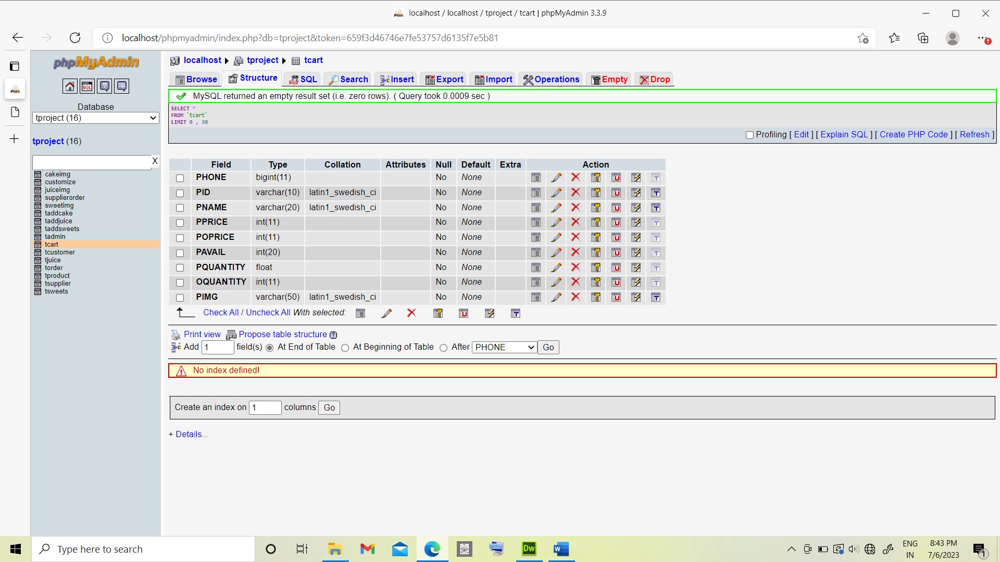 localhost / localhost / tproject / tcart | phpMyAdmin 3.3.9
localhost/phpmyadmin/index.php?db=tproject&token=659f3d46746e7fe53757d6135f7e5b81
phpMyAdmin
Database
tproject (16)
tproject (16)
X
cakeimg
customize
juiceimg
supplierorder
sweetimg
taddcake
taddjuice
taddsweets
tadmin
tcart
tcustomer
tjuice
torder
tproduct
tsupplier
tsweets
localhost ▶ tproject ▶ tcart
Browse Structure SQL Search Insert Export Import Operations Empty Drop
MySQL returned an empty result set (i.e. zero rows). ( Query took 0.0009 sec )
SELECT *
FROM `tcart`
LIMIT 0 , 30
Profiling [ Edit ] [ Explain SQL ] [ Create PHP Code ] [ Refresh ]
Field Type Collation Attributes Null Default Extra Action
PHONE bigint(11) No None
PID varchar(10) latin1_swedish_ci No None
PNAME varchar(20) latin1_swedish_ci No None
PPRICE int(11) No None
POPRICE int(11) No None
PAVAIL int(20) No None
PQUANTITY float No None
OQUANTITY int(11) No None
PIMG varchar(50) latin1_swedish_ci No None
Check All / Uncheck All With selected:
Print view Propose table structure
Add 1 field(s) At End of Table At Beginning of Table After PHONE Go
No index defined!
Create an index on 1 columns Go
+ Details...
Type here to search
ENG
IN
8:43 PM
7/6/2023
1